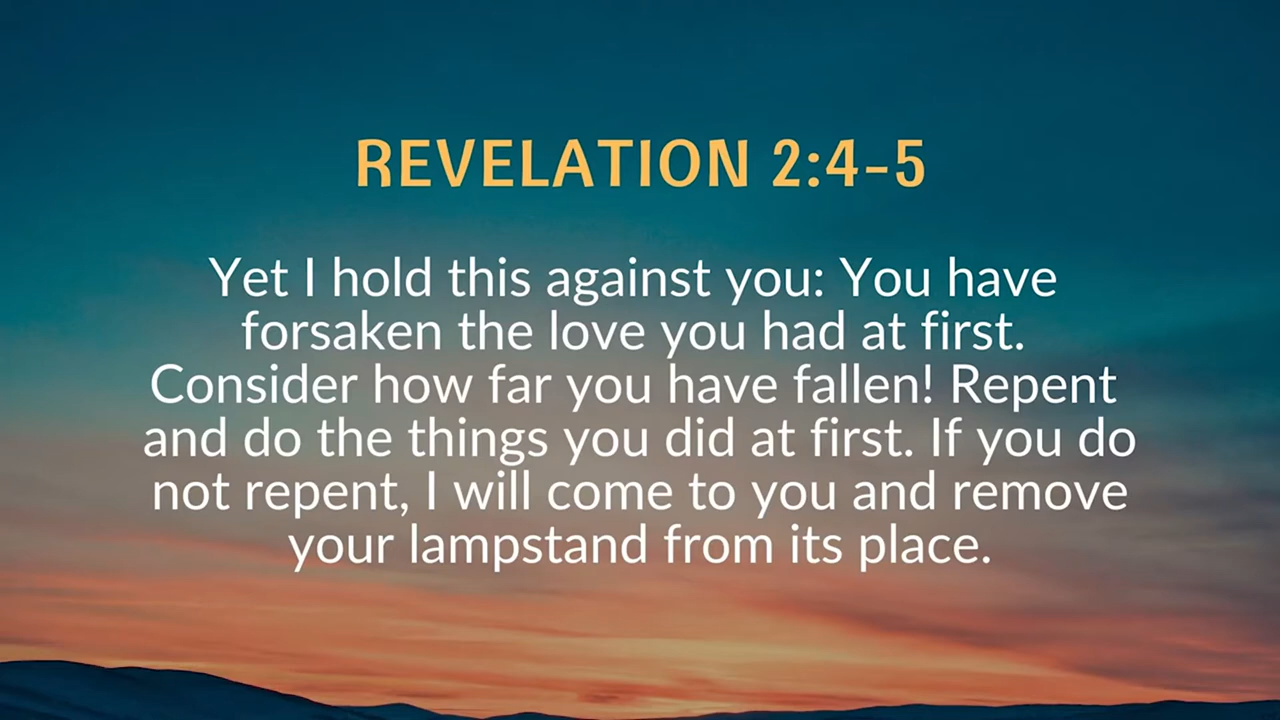 REVELATION 2:4-5
Yet I hold this against you: You have
forsaken the love you had at first.
Consider how far you have fallen! Repent
and do the things you did at first. If you do
not repent, I will come to you and remove
your lampstand from its place.